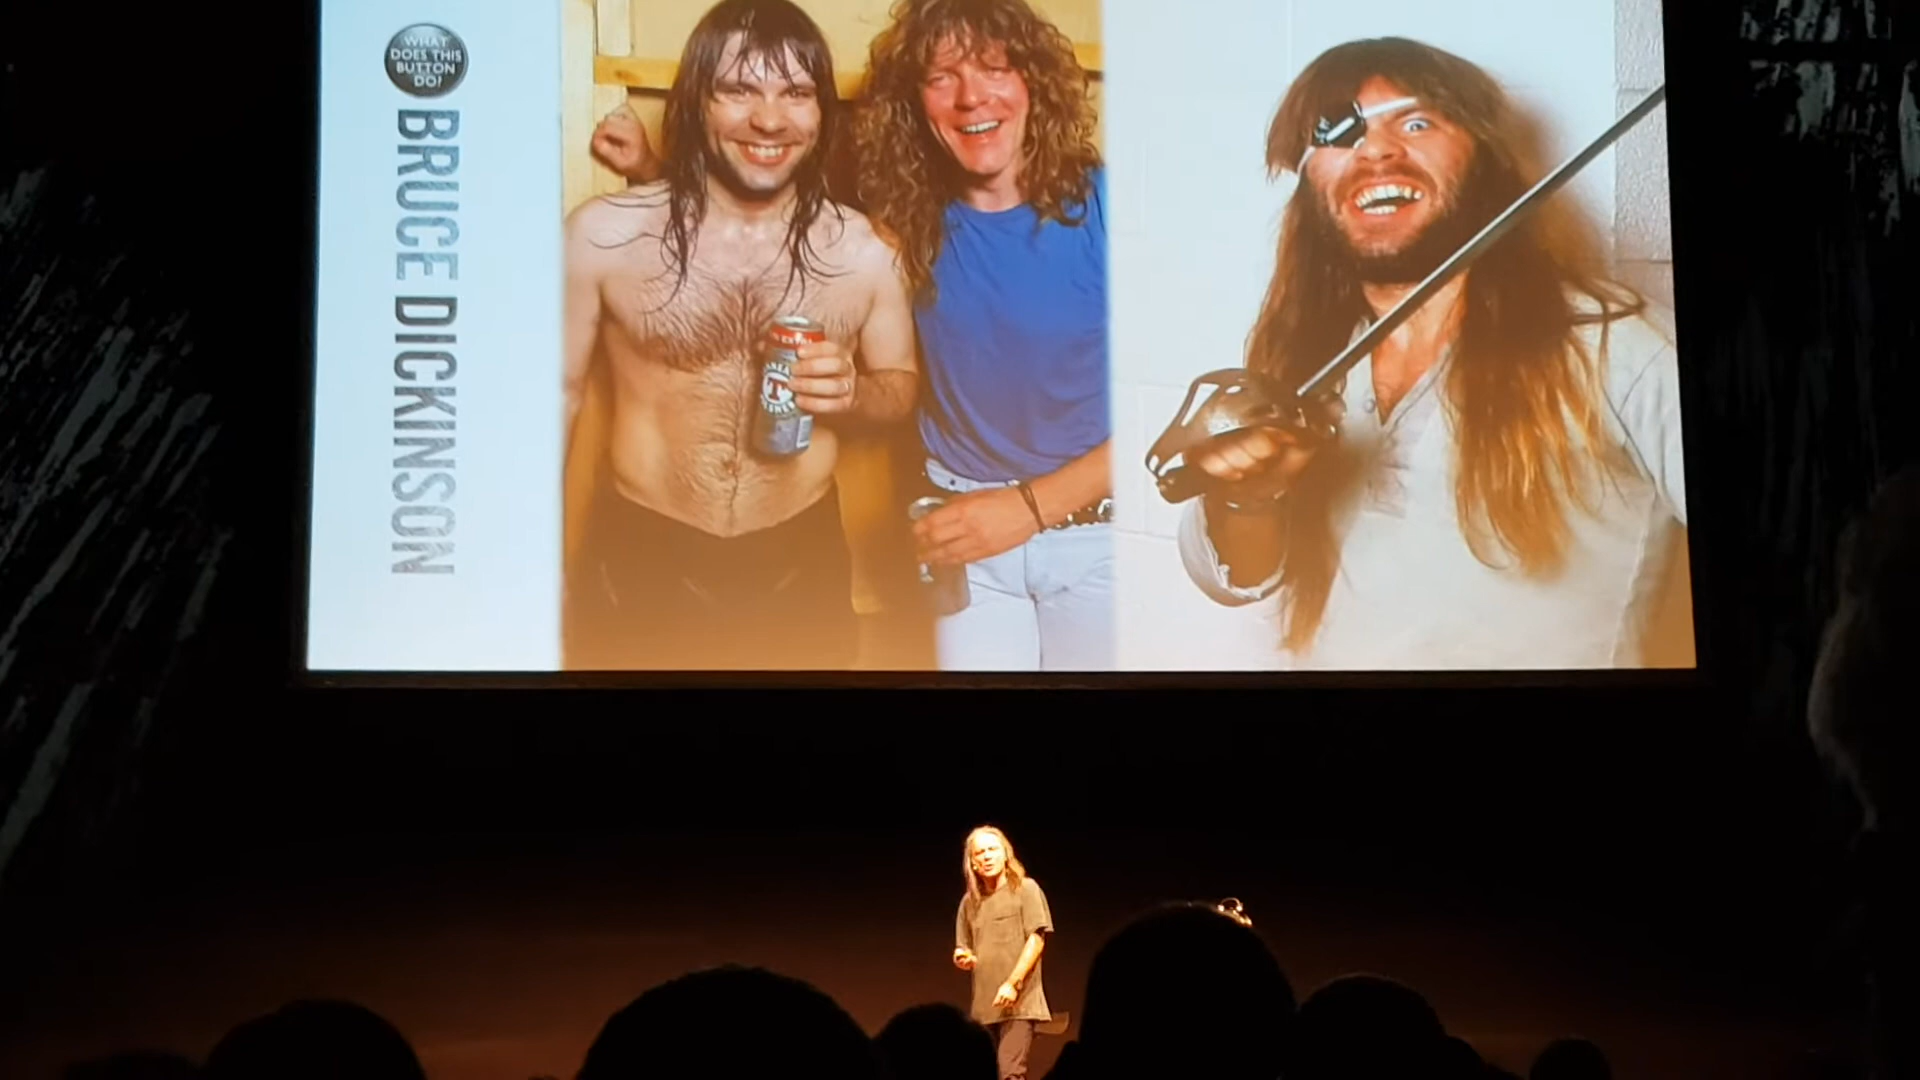 WHAT
DOES THIS
BUTTON
DO?
BRUCE DICKINSON
T